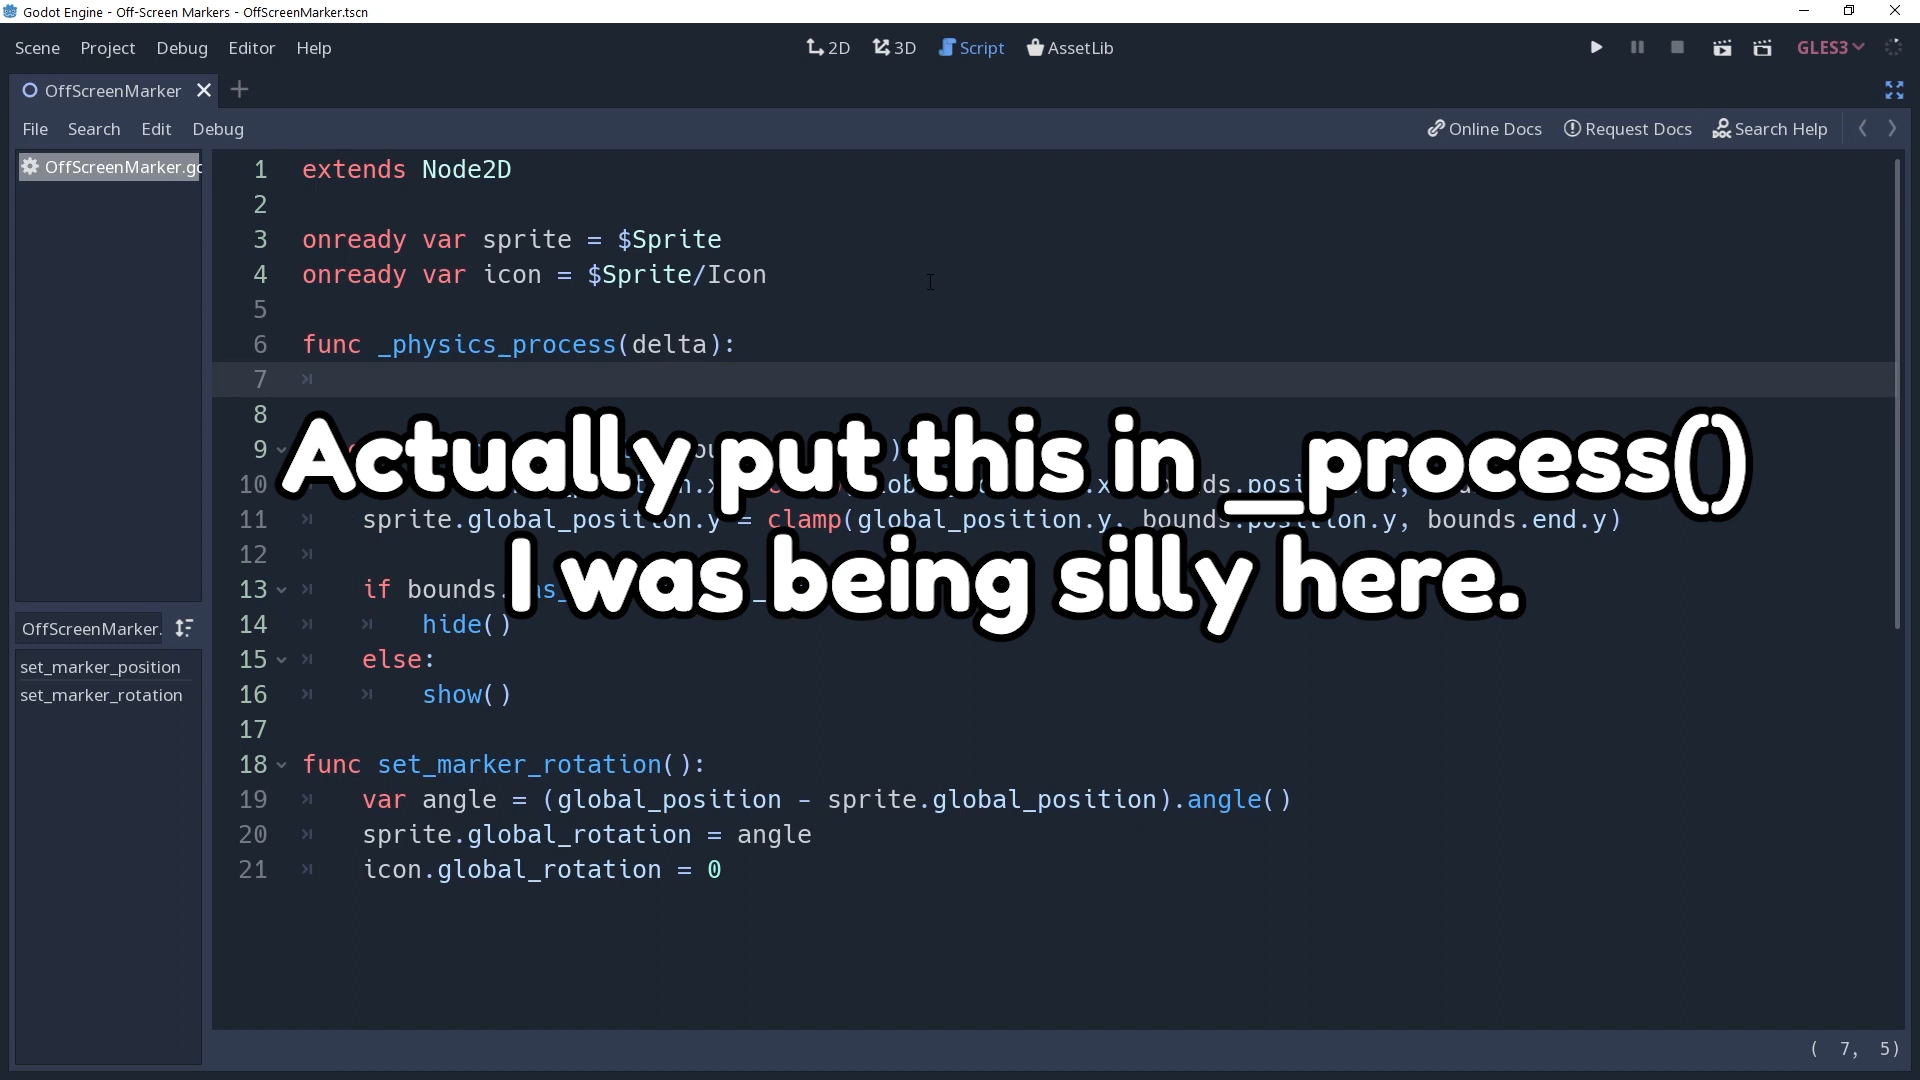 Godot Engine - Off-Screen Markers - OffScreenMarker.tscn
Scene Project Debug Editor Help 2D 3D Script AssetLib GLES3
OffScreenMarker
File Search Edit Debug Online Docs Request Docs Search Help
OffScreenMarker.gd
1 extends Node2D
2
3 onready var sprite = $Sprite
4 onready var icon = $Sprite/Icon
5
6 func _physics_process(delta):
7
8
Actually put this in _process()
I was being silly here.
9
10
11 sprite.global_position.y = clamp(global_position.y, bounds.position.y, bounds.end.y)
12
13 if bounds.
14 hide()
15 else:
16 show()
17
18 func set_marker_rotation():
19 var angle = (global_position - sprite.global_position).angle()
20 sprite.global_rotation = angle
21 icon.global_rotation = 0
OffScreenMarker.
set_marker_position
set_marker_rotation
( 7, 5)